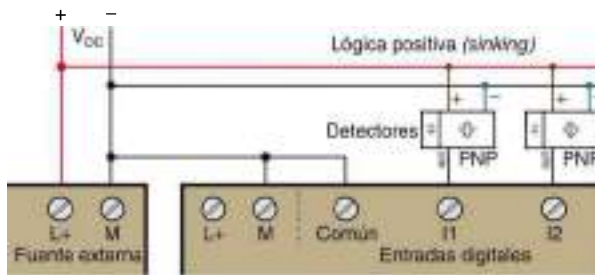 + −
VDC
Lógica positiva (sinking)
+ − + −
Detectores
PNP PNP
L+ M L+ M Común I1 I2
Fuente externa Entradas digitales